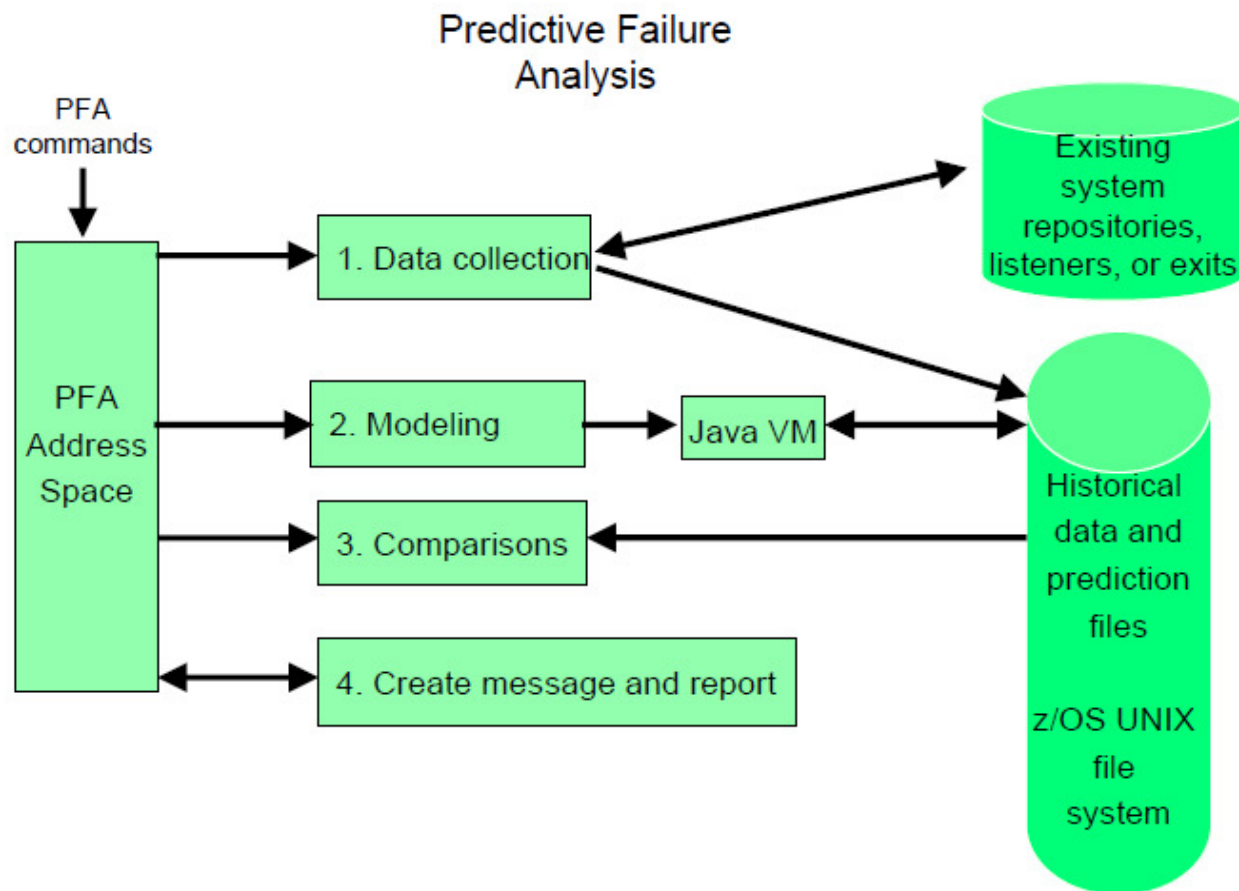 Predictive Failure
Analysis
PFA
commands
Existing
system
repositories,
listeners, or exits
1. Data collection
PFA
Address
Space
2. Modeling
Java VM
3. Comparisons
4. Create message and report
Historical
data and
prediction
files
z/OS UNIX
file
system